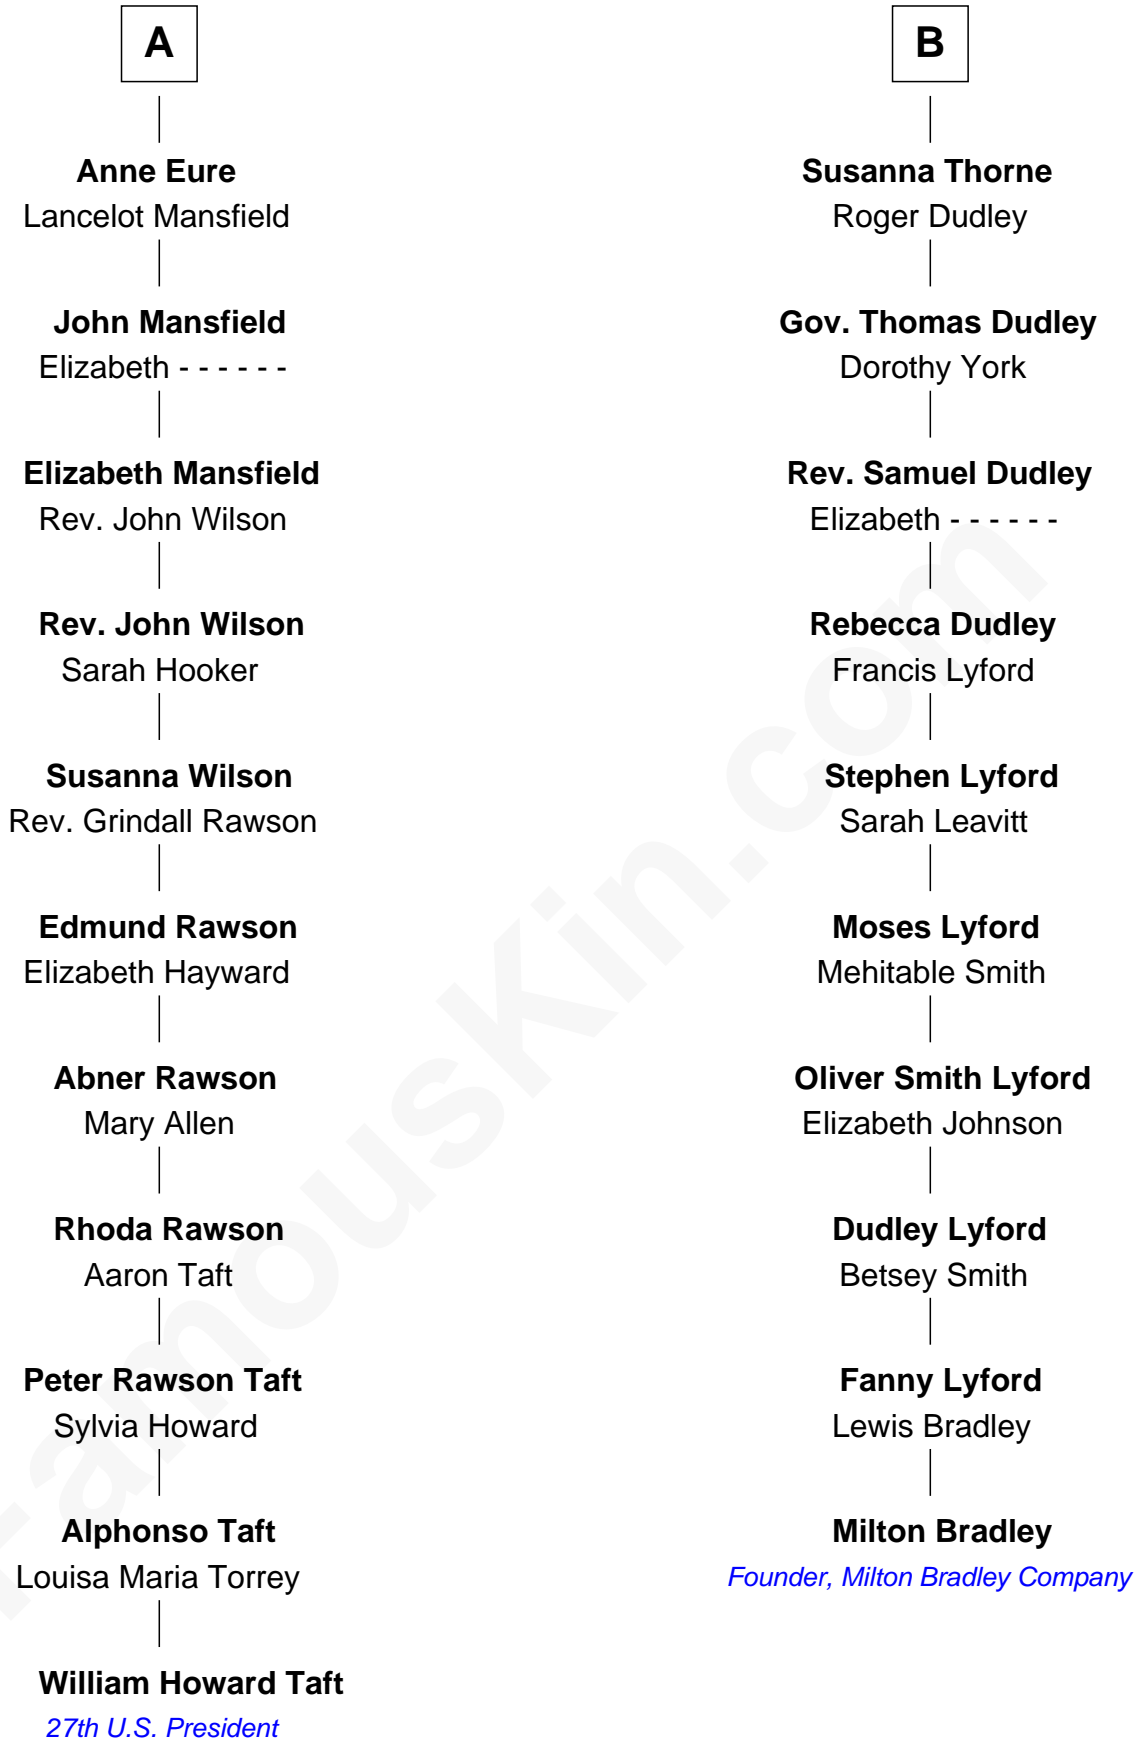 A
Anne Eure
Lancelot Mansfield
John Mansfield
Elizabeth - - - - - -
Elizabeth Mansfield
Rev. John Wilson
Rev. John Wilson
Sarah Hooker
Susanna Wilson
Rev. Grindall Rawson
Edmund Rawson
Elizabeth Hayward
Abner Rawson
Mary Allen
Rhoda Rawson
Aaron Taft
Peter Rawson Taft
Sylvia Howard
Alphonso Taft
Louisa Maria Torrey
William Howard Taft
27th U.S. President
B
Susanna Thorne
Roger Dudley
Gov. Thomas Dudley
Dorothy York
Rev. Samuel Dudley
Elizabeth - - - - - -
Rebecca Dudley
Francis Lyford
Stephen Lyford
Sarah Leavitt
Moses Lyford
Mehitable Smith
Oliver Smith Lyford
Elizabeth Johnson
Dudley Lyford
Betsey Smith
Fanny Lyford
Lewis Bradley
Milton Bradley
Founder, Milton Bradley Company
FamousKin.com